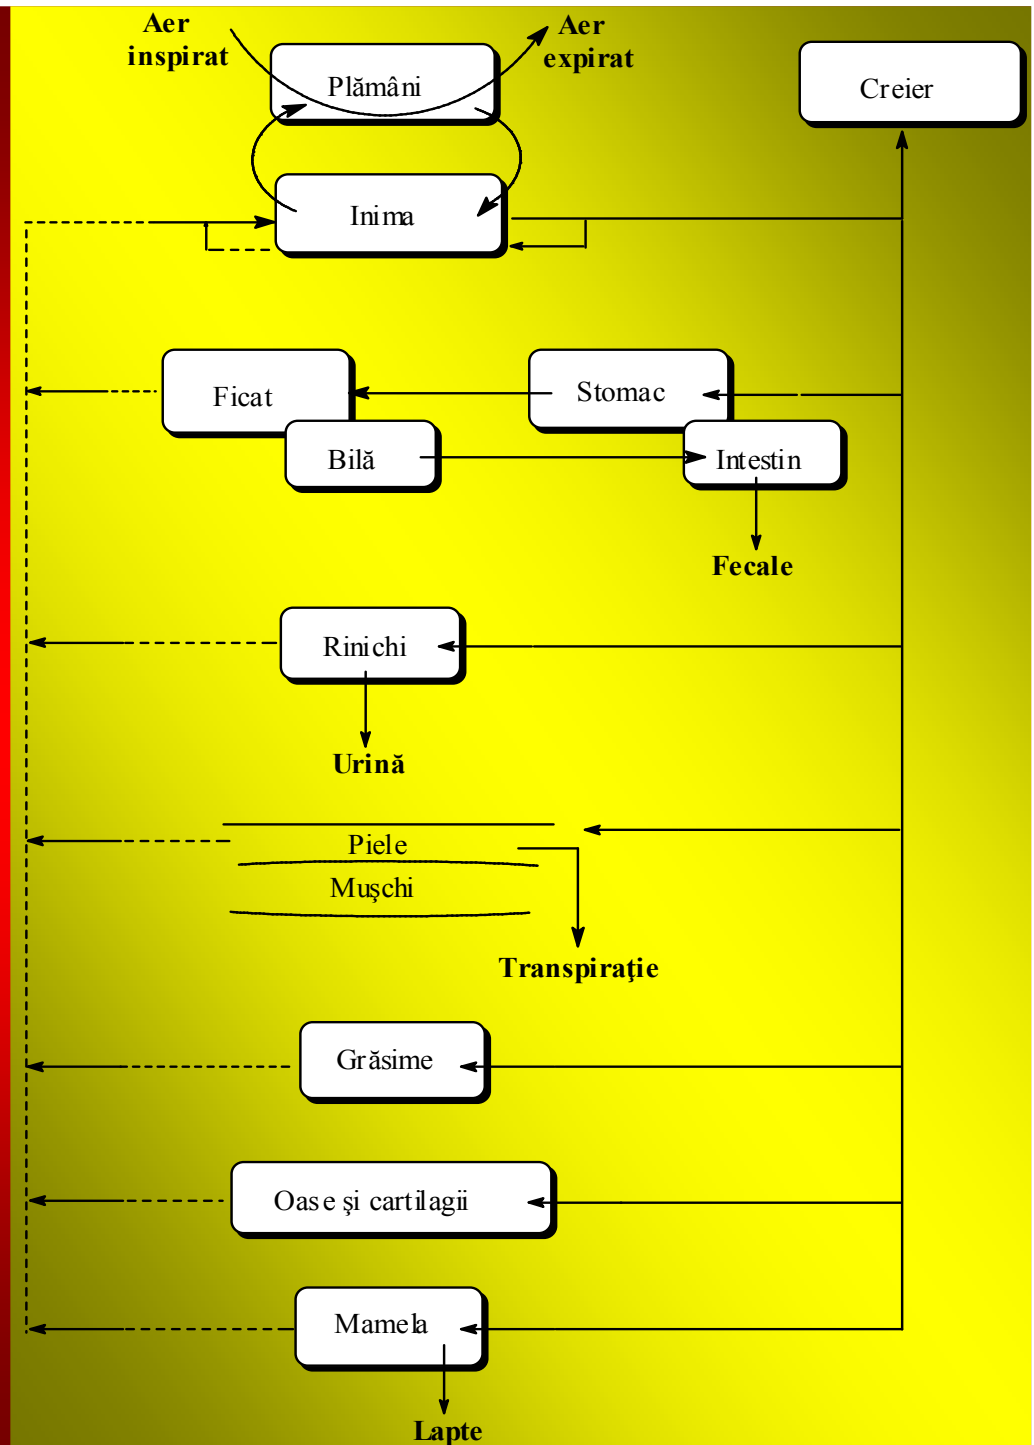 Aer
inspirat
Aer
expirat
Plămâni
Creier
Inima
Ficat
Stomac
Bilă
Intestin
Fecale
Rinichi
Urină
Piele
Muşchi
Transpiraţie
Grăsime
Oase şi cartilagii
Mamela
Lapte